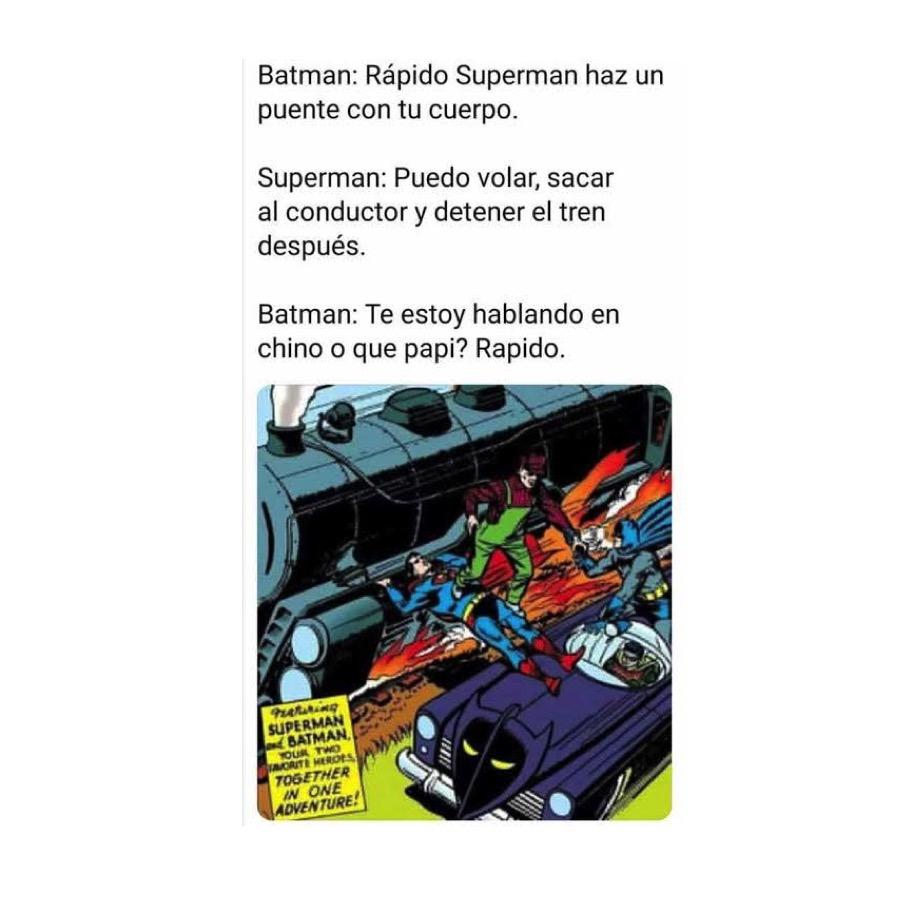 Batman: Rápido Superman haz un
puente con tu cuerpo.
Superman: Puedo volar, sacar
al conductor y detener el tren
después.
Batman: Te estoy hablando en
chino o que papi? Rapido.
Featuring
SUPERMAN
and BATMAN,
YOUR TWO
FAVORITE HEROES,
TOGETHER
IN ONE
ADVENTURE!